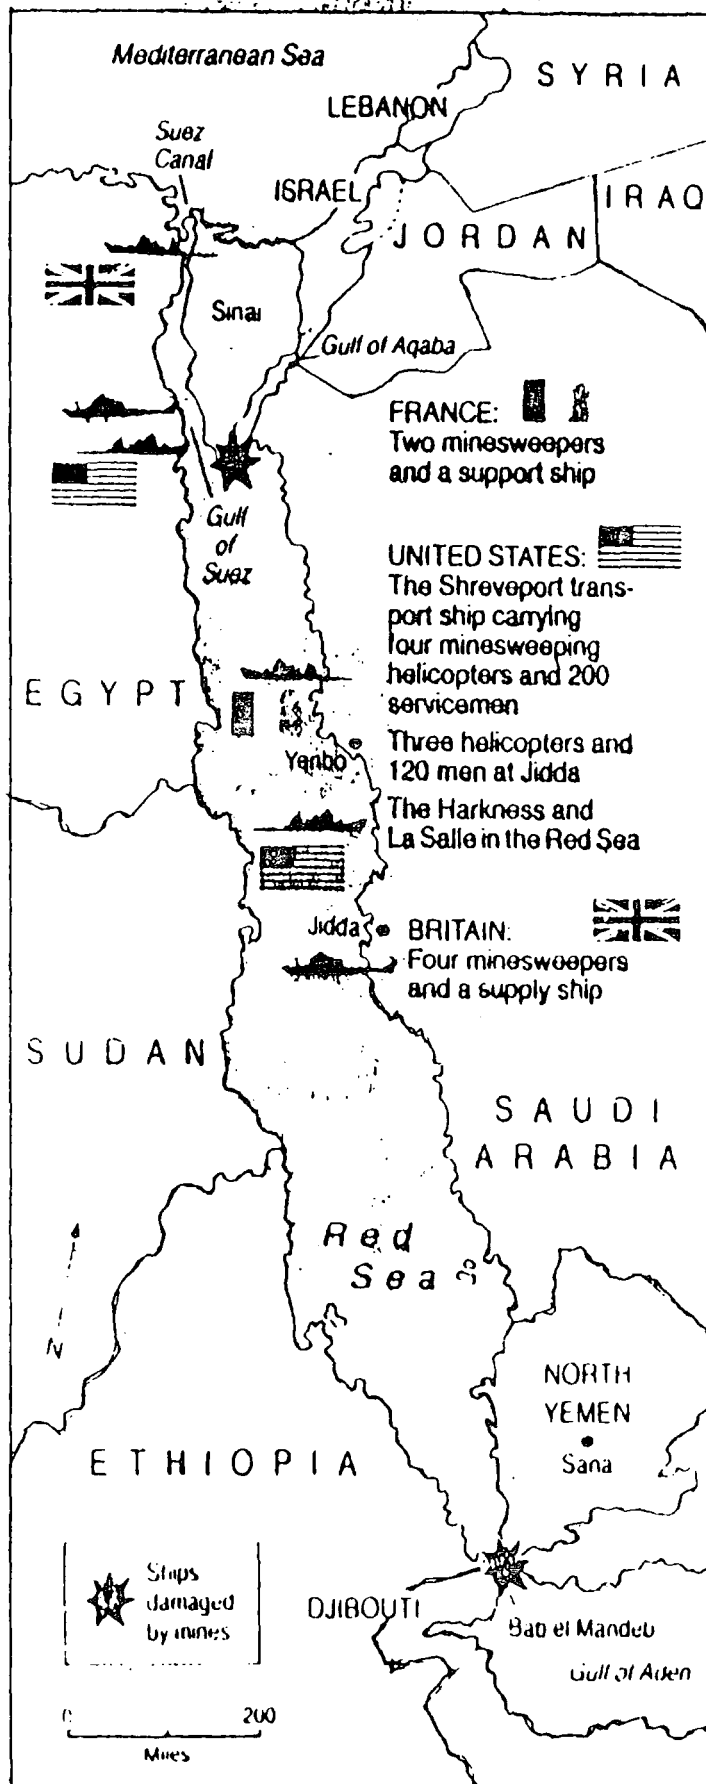 Mediterranean Sea
SYRIA
LEBANON
Suez
Canal
ISRAEL
IRAQ
JORDAN
Sinai
Gulf of Aqaba
FRANCE:
Two minesweepers
and a support ship
Gulf
of
Suez
UNITED STATES:
The Shreveport trans-
port ship carrying
four minesweeping
helicopters and 200
servicemen
EGYPT
Yenbo
Three helicopters and
120 men at Jidda
The Harkness and
La Salle in the Red Sea
Jidda
BRITAIN:
Four minesweepers
and a supply ship
SUDAN
SAUDI
ARABIA
Red
Sea
N
NORTH
YEMEN
Sana
ETHIOPIA
Ships
damaged
by mines
DJIBOUTI
Bab el Mandeb
Gulf of Aden
0 200
Miles